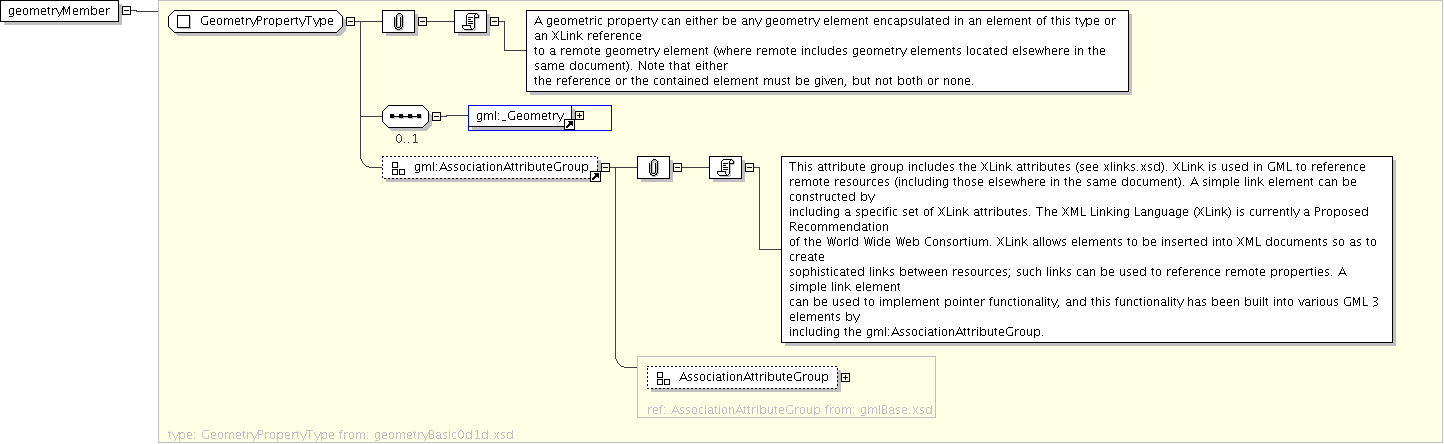 geometryMember
GeometryPropertyType
A geometric property can either be any geometry element encapsulated in an element of this type or
an XLink reference
to a remote geometry element (where remote includes geometry elements located elsewhere in the
same document). Note that either
the reference or the contained element must be given, but not both or none.
gml:_Geometry
0..1
gml:AssociationAttributeGroup
This attribute group includes the XLink attributes (see xlinks.xsd). XLink is used in GML to reference
remote resources (including those elsewhere in the same document). A simple link element can be
constructed by
including a specific set of XLink attributes. The XML Linking Language (XLink) is currently a Proposed
Recommendation
of the World Wide Web Consortium. XLink allows elements to be inserted into XML documents so as to
create
sophisticated links between resources; such links can be used to reference remote properties. A
simple link element
can be used to implement pointer functionality, and this functionality has been built into various GML 3
elements by
including the gml:AssociationAttributeGroup.
AssociationAttributeGroup
ref: AssociationAttributeGroup from: gmlBase.xsd
type: GeometryPropertyType from: geometryBasic0d1d.xsd